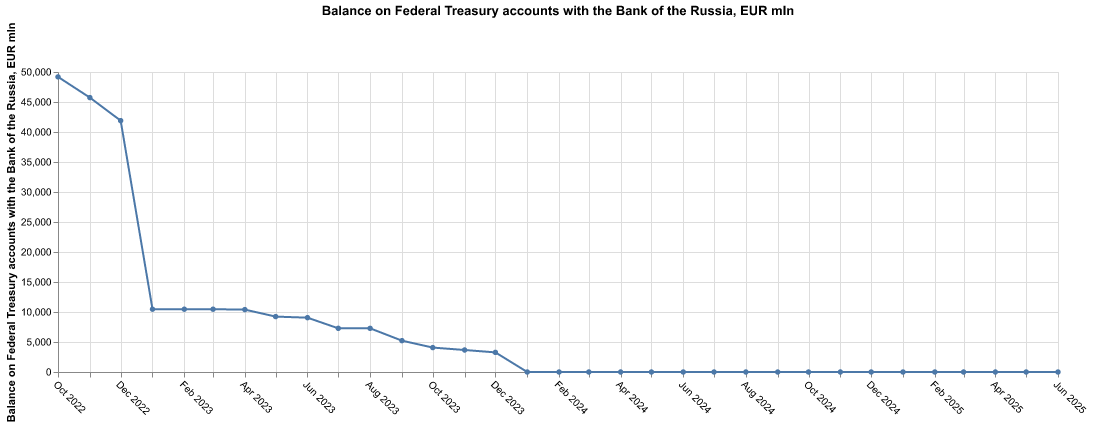 Balance on Federal Treasury accounts with the Bank of the Russia, EUR mln
Balance on Federal Treasury accounts with the Bank of the Russia, EUR mln
50,000
45,000
40,000
35,000
30,000
25,000
20,000
15,000
10,000
5,000
0
Oct 2022
Dec 2022
Feb 2023
Apr 2023
Jun 2023
Aug 2023
Oct 2023
Dec 2023
Feb 2024
Apr 2024
Jun 2024
Aug 2024
Oct 2024
Dec 2024
Feb 2025
Apr 2025
Jun 2025